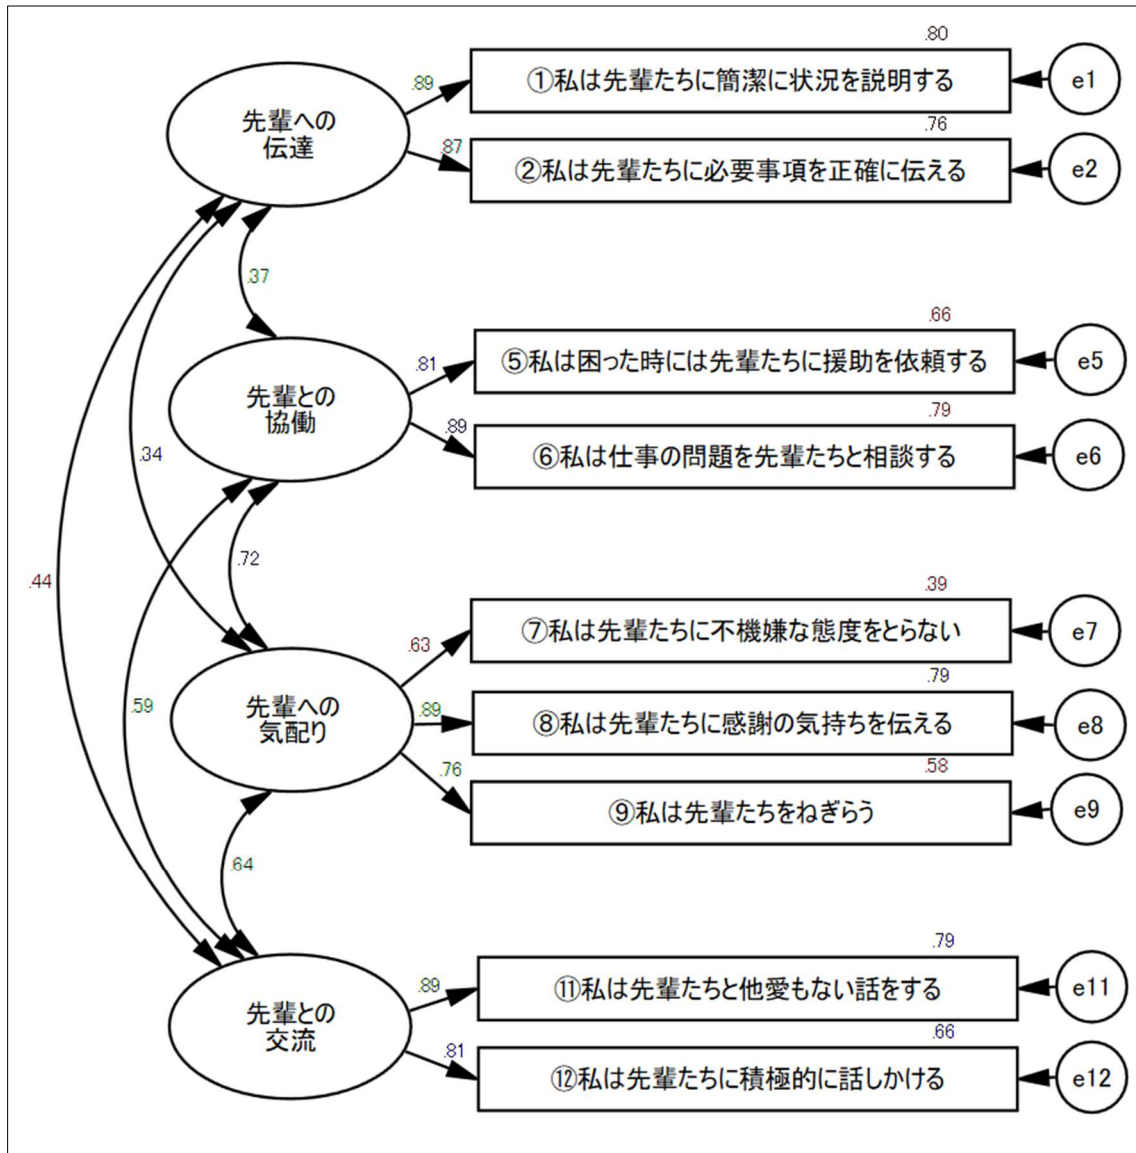 .80
先輩への
伝達
.89
①私は先輩たちに簡潔に状況を説明する
e1
.76
.87
②私は先輩たちに必要事項を正確に伝える
e2
.37
.66
先輩との
協働
.81
⑤私は困った時には先輩たちに援助を依頼する
e5
.79
.89
⑥私は仕事の問題を先輩たちと相談する
e6
.34
.72
.44
.39
先輩への
気配り
.63
⑦私は先輩たちに不機嫌な態度をとらない
e7
.79
.89
⑧私は先輩たちに感謝の気持ちを伝える
e8
.59
.58
.76
⑨私は先輩たちをねぎらう
e9
.64
.79
先輩との
交流
.89
⑪私は先輩たちと他愛もない話をする
e11
.66
.81
⑫私は先輩たちに積極的に話しかける
e12